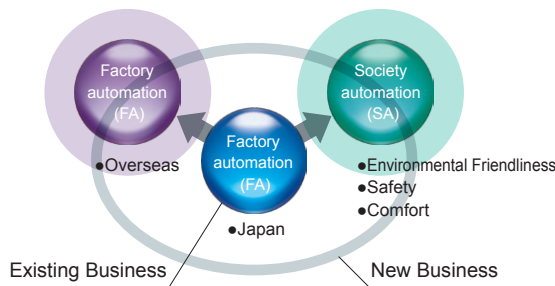 Factory
automation
(FA)
●Overseas
Factory
automation
(FA)
●Japan
Society
automation
(SA)
●Environmental Friendliness
●Safety
●Comfort
Existing Business
New Business